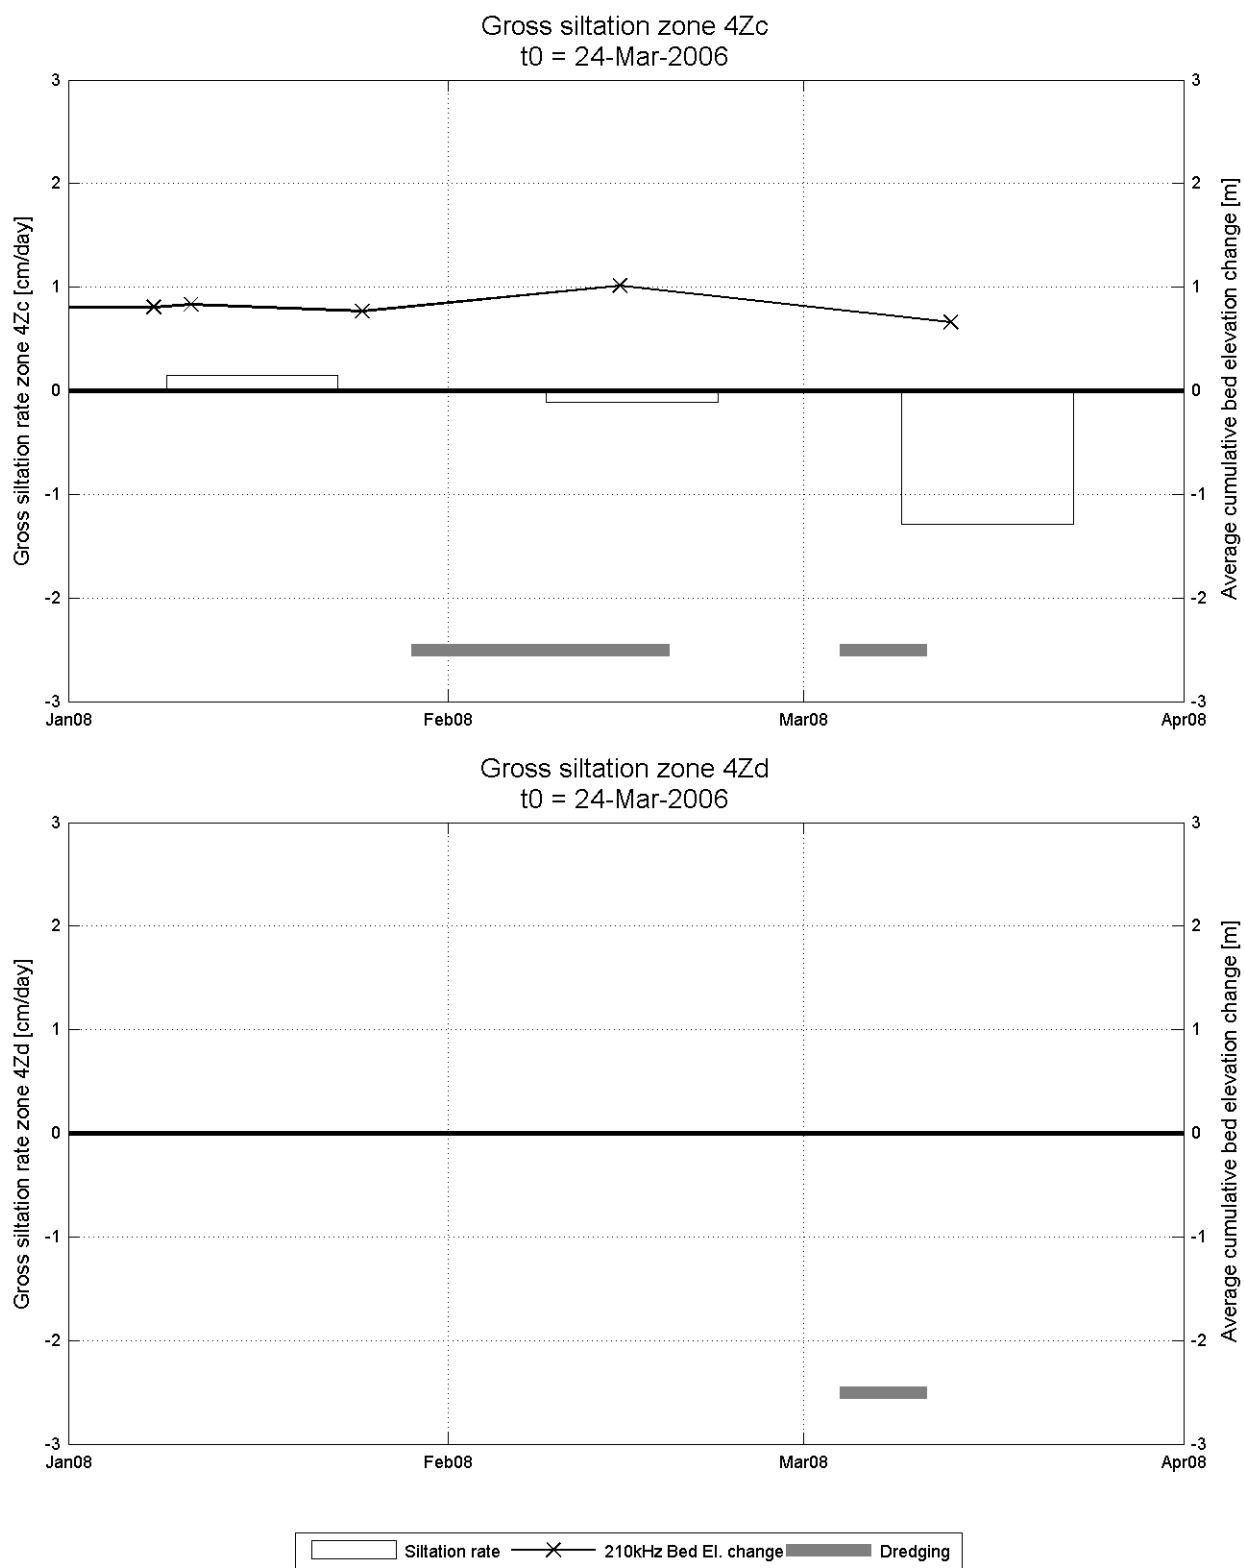 Gross siltation zone 4Zc
t0 = 24-Mar-2006
Gross siltation rate zone 4Zc [cm/day]
3
2
1
0
-1
-2
-3
3
2
1
0
-1
-2
-3
Average cumulative bed elevation change [m]
Jan08 Feb08 Mar08 Apr08
Gross siltation zone 4Zd
t0 = 24-Mar-2006
Gross siltation rate zone 4Zd [cm/day]
3
2
1
0
-1
-2
-3
3
2
1
0
-1
-2
-3
Average cumulative bed elevation change [m]
Jan08 Feb08 Mar08 Apr08
Siltation rate 210kHz Bed El. change Dredging